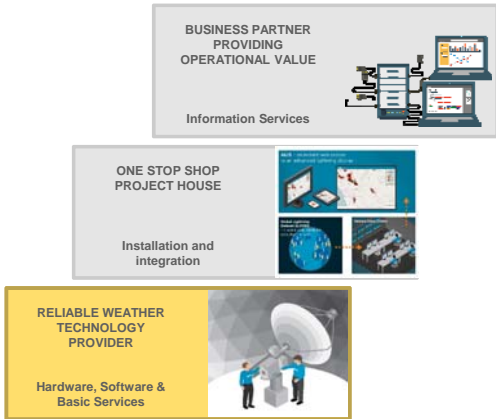 BUSINESS PARTNER
PROVIDING
OPERATIONAL VALUE
Information Services
ONE STOP SHOP
PROJECT HOUSE
Installation and
integration
RELIABLE WEATHER
TECHNOLOGY
PROVIDER
Hardware, Software &
Basic Services